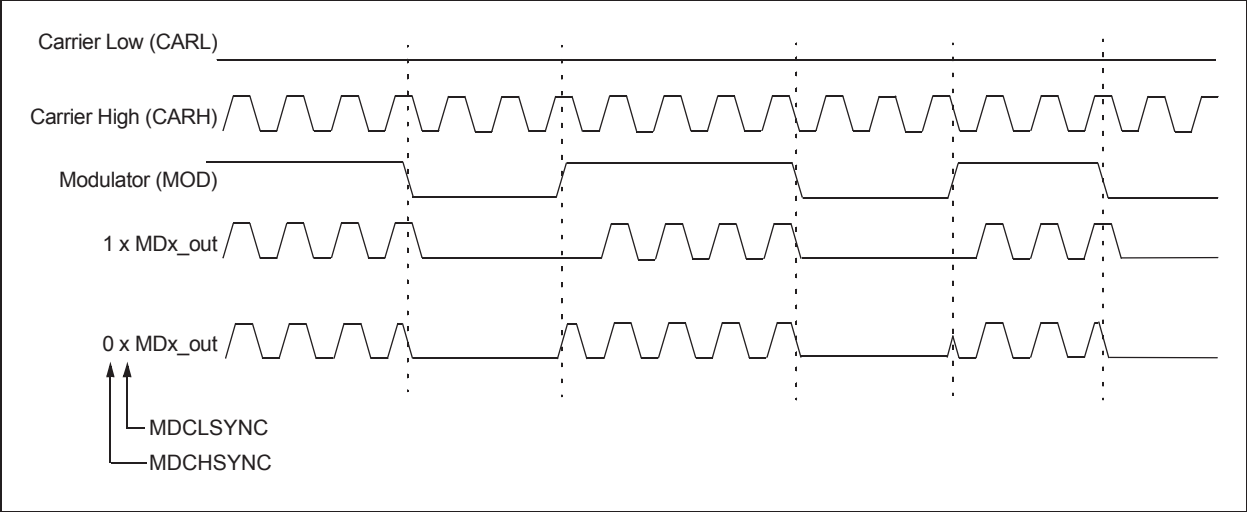 Carrier Low (CARL)
Carrier High (CARH)
Modulator (MOD)
1 x MDx_out
0 x MDx_out
MDCLSYNC
MDCHSYNC